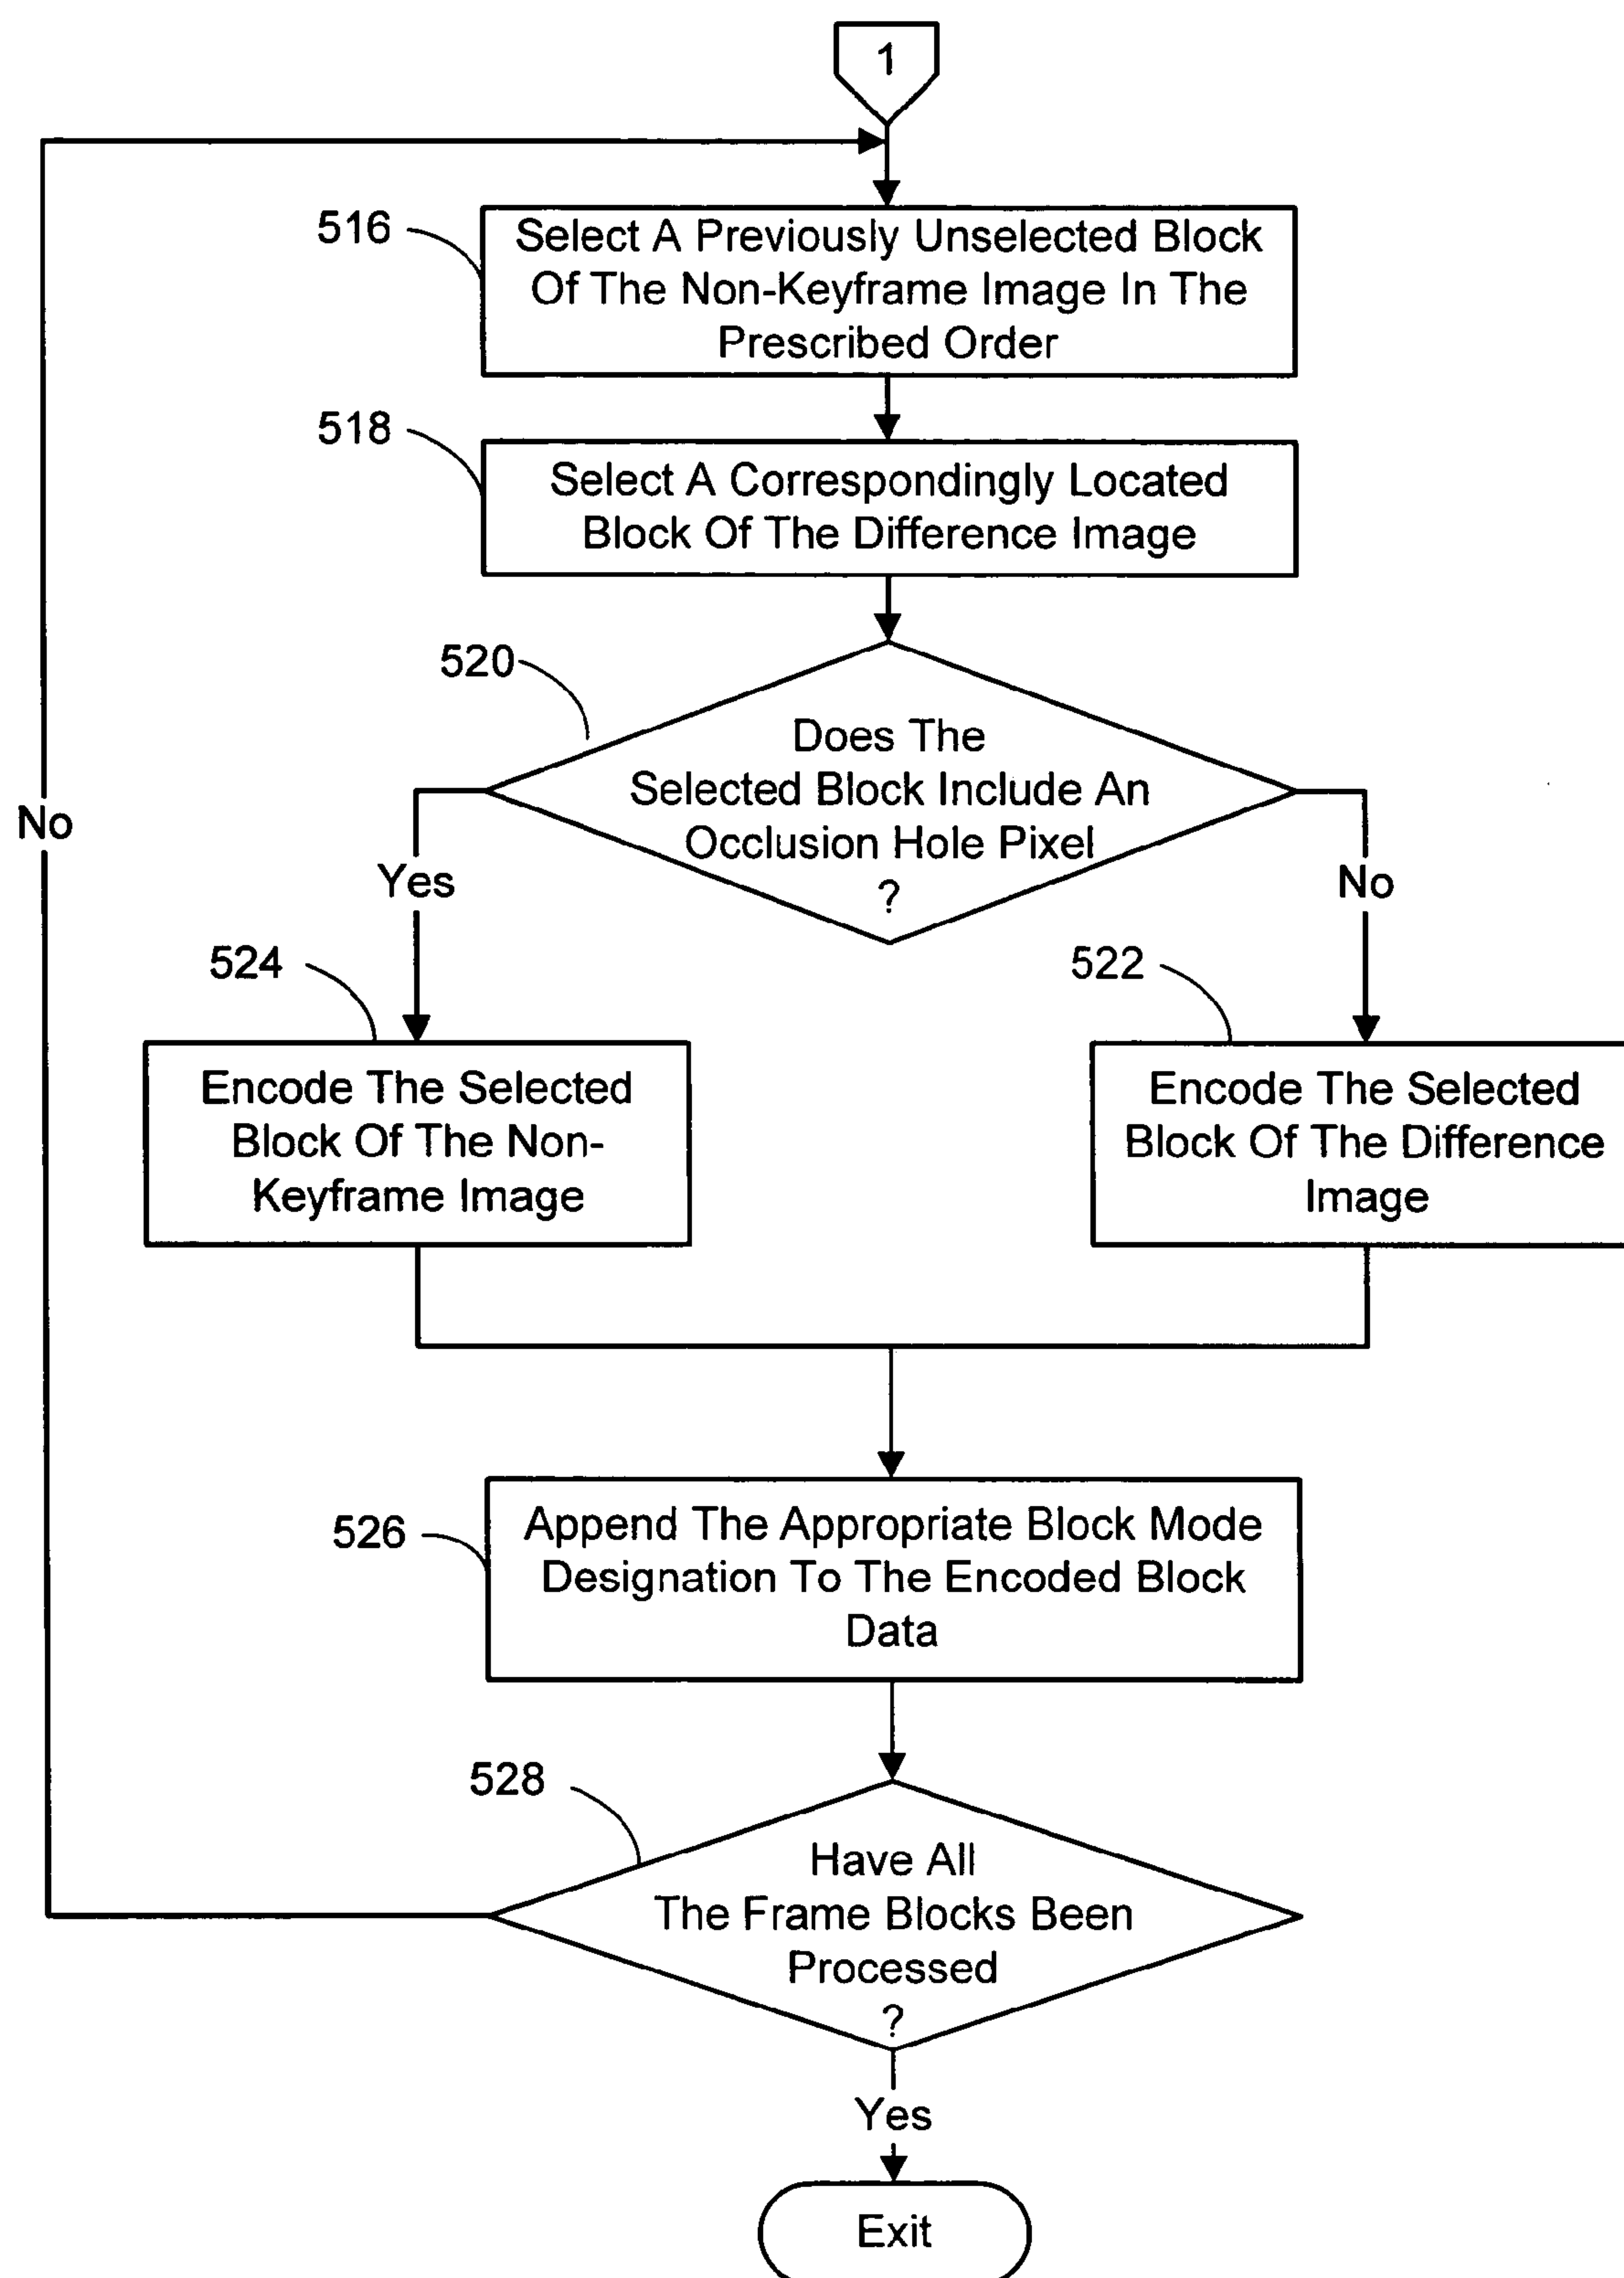 1
516
Select A Previously Unselected Block
Of The Non-Keyframe Image In The
Prescribed Order
518
Select A Correspondingly Located
Block Of The Difference Image
520
Does The
Selected Block Include An
Occlusion Hole Pixel
?
No
Yes
No
524
Encode The Selected
Block Of The Non-
Keyframe Image
522
Encode The Selected
Block Of The Difference
Image
526
Append The Appropriate Block Mode
Designation To The Encoded Block
Data
528
Have All
The Frame Blocks Been
Processed
?
Yes
Exit